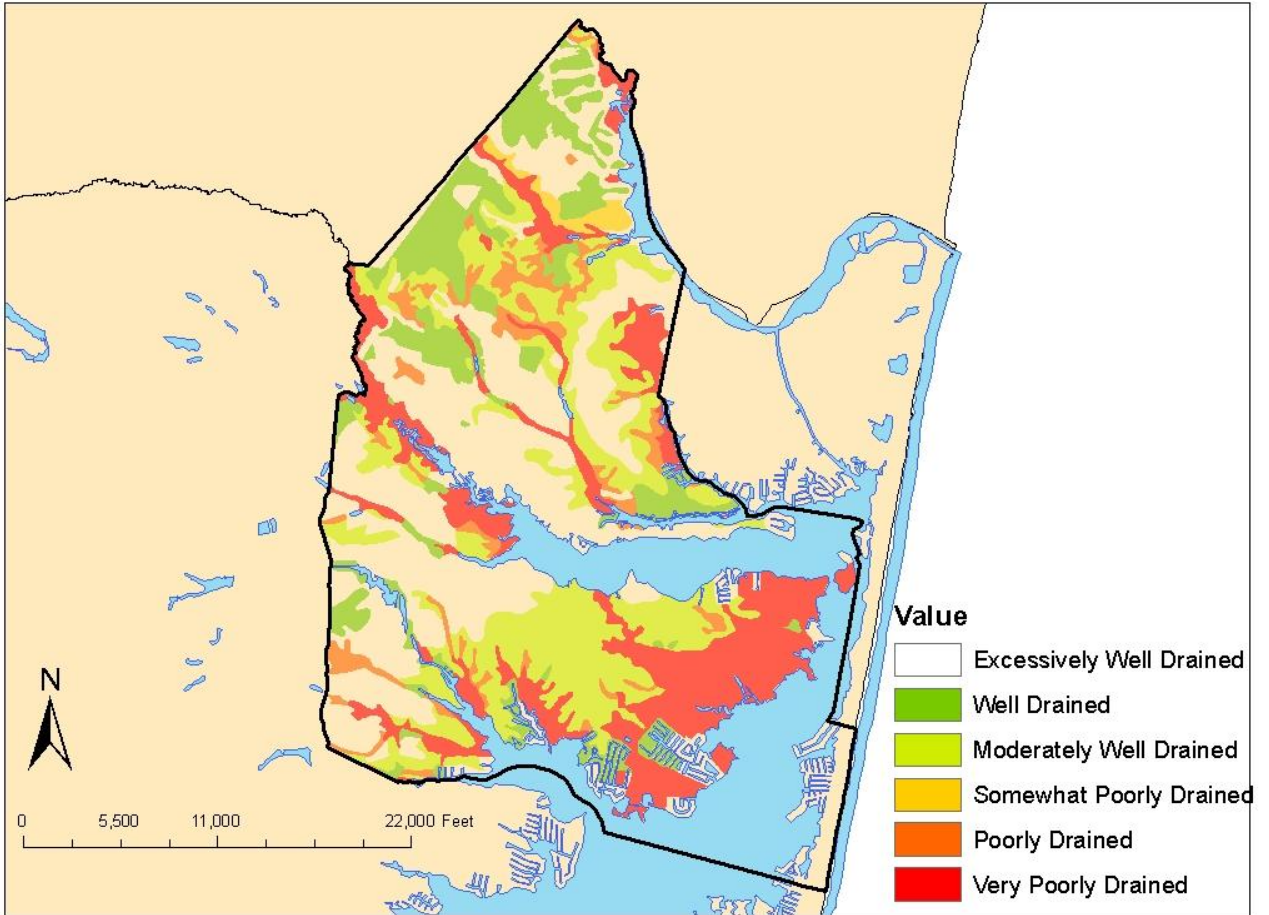 N
0 5,500 11,000 22,000 Feet
Value
Excessively Well Drained
Well Drained
Moderately Well Drained
Somewhat Poorly Drained
Poorly Drained
Very Poorly Drained